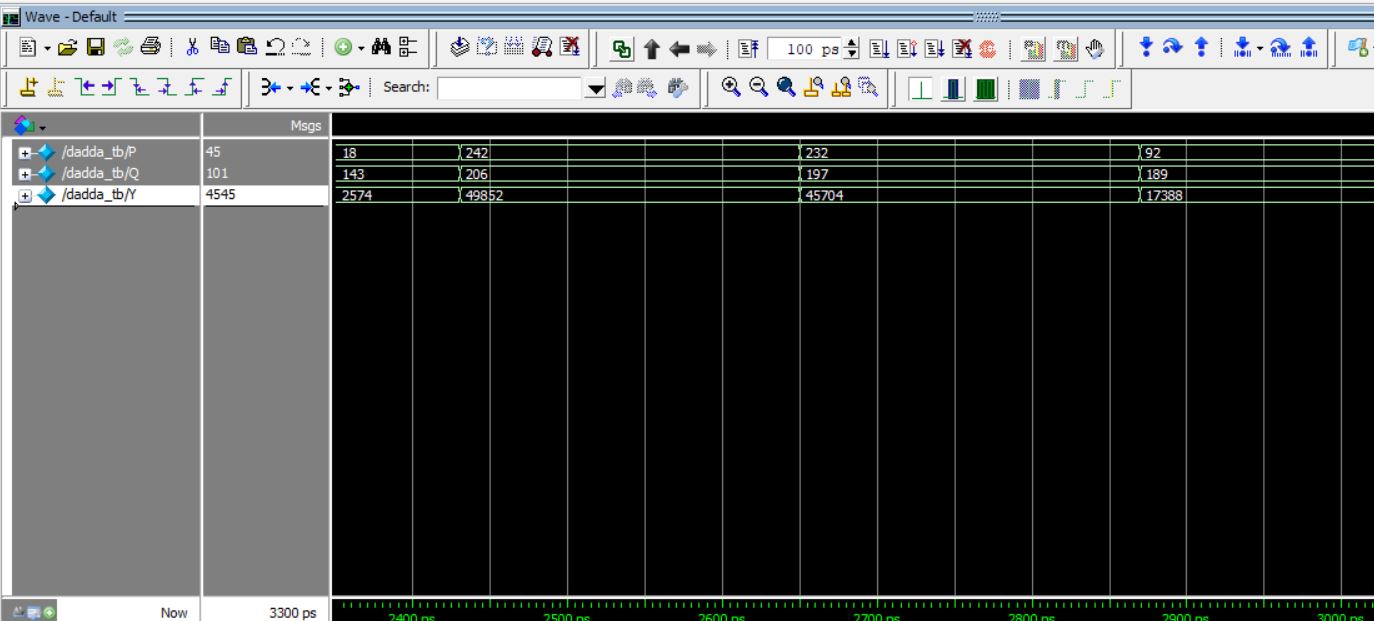 Wave - Default
100 ps
Search:
Msgs
/dadda_tb/P 45 18 242 232 92
/dadda_tb/Q 101 143 206 197 189
/dadda_tb/Y 4545 2574 49852 45704 17388
Now 3300 ps 2400 ps 2500 ps 2600 ps 2700 ps 2800 ps 2900 ps 3000 ps